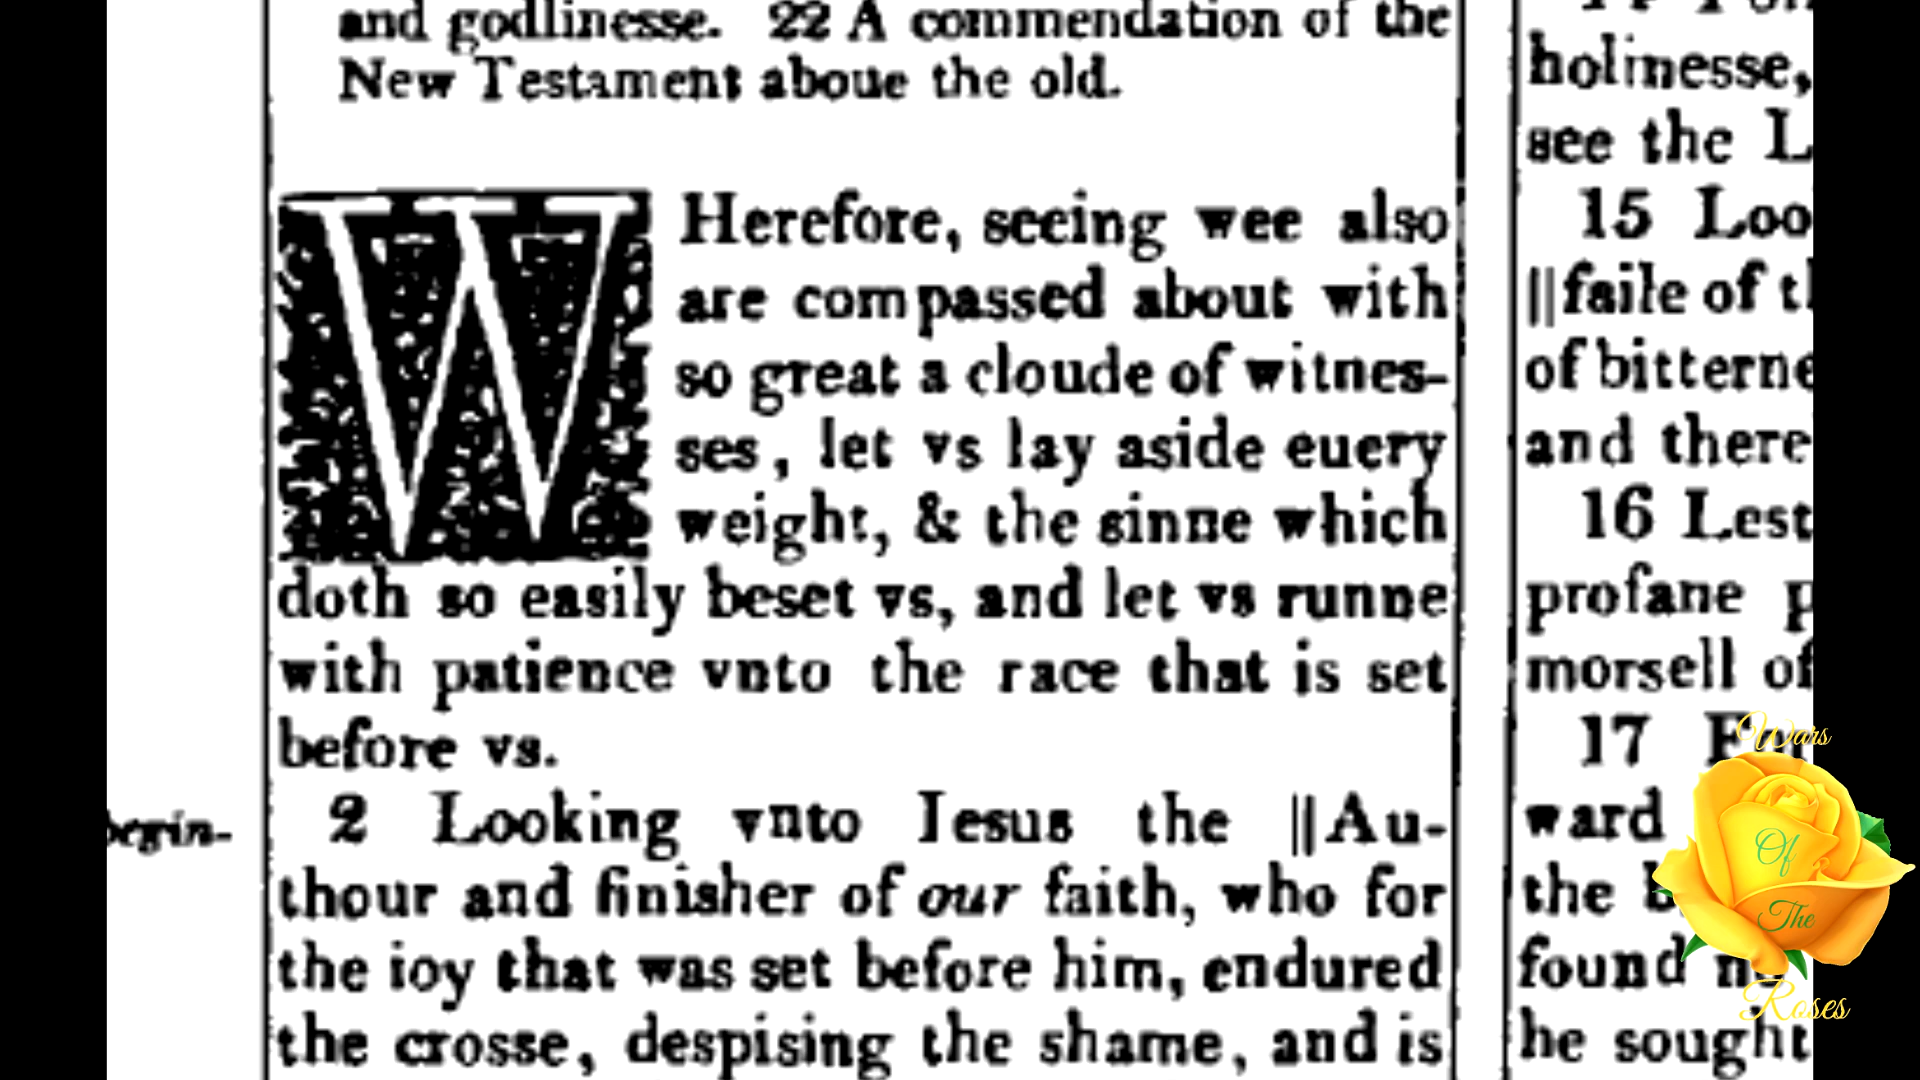 and godlinesse. 22 A commendation of the
New Testament aboue the old.
WHerefore, seeing wee also
are compassed about with
so great a cloude of witnes-
ses, let vs lay aside euery
weight, & the sinne which
doth so easily beset vs, and let vs runne
with patience vnto the race that is set
before vs.
2 Looking vnto Iesus the ||Au-
thour and finisher of our faith, who for
the ioy that was set before him, endured
the crosse, despising the shame, and is
begin-
holinesse,
see the L
15 Loo
||faile of t
of bitterne
and there
16 Lest
profane p
morsell of
17
ward
the
found
he sought
Wars
Of
The
Roses